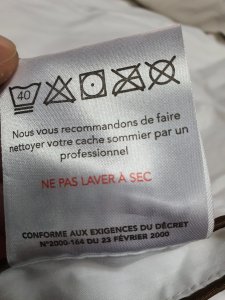 40
Nous vous recommandons de faire
nettoyer votre cache sommier par un
professionnel
NE PAS LAVER À SEC
CONFORME AUX EXIGENCES DU DÉCRET
N°2000-164 DU 23 FÉVRIER 2000